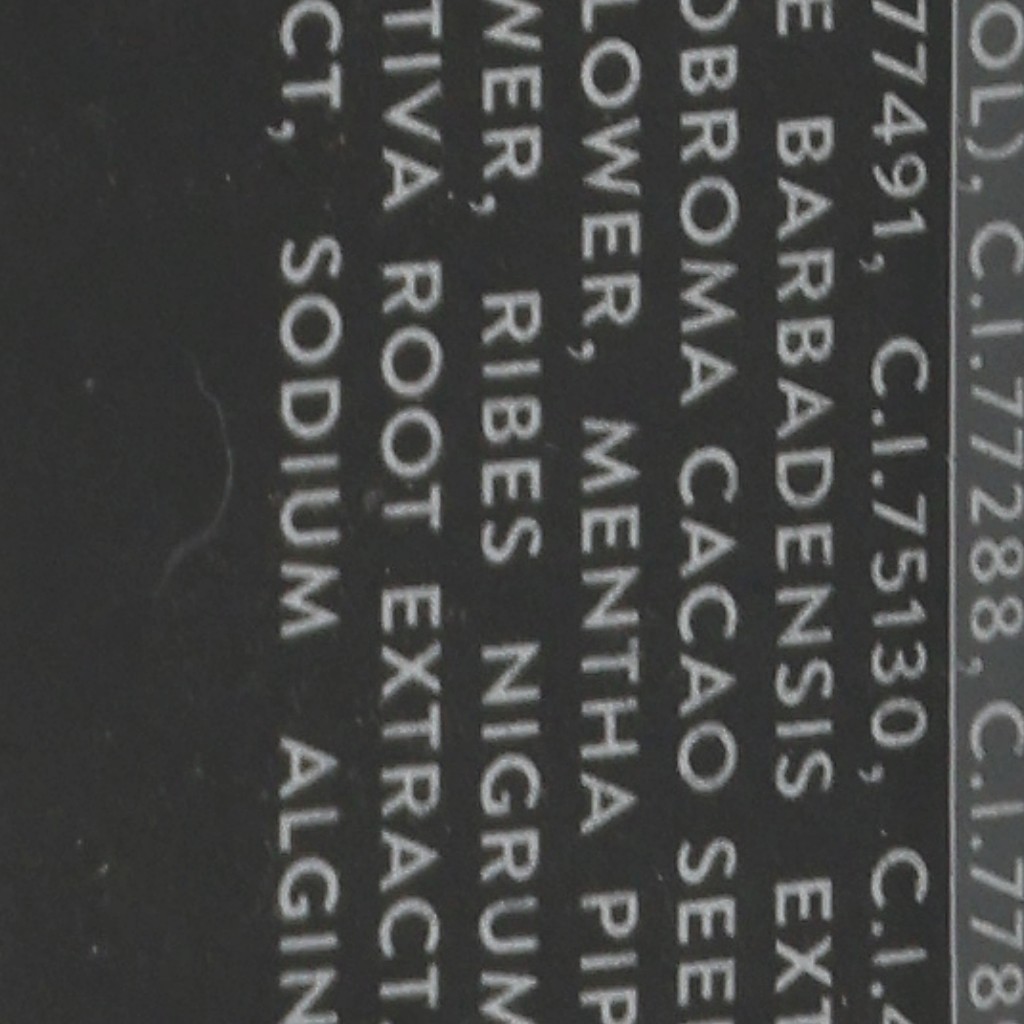 OL), C.I.77288, C.I.778
77491, C.I.75130, C.I.4
E BARBADENSIS EXT
OBROMA CACAO SEE
LOWER, MENTHA PIP
WER, RIBES NIGRUM
TIVA ROOT EXTRACT,
CT, SODIUM ALGIN